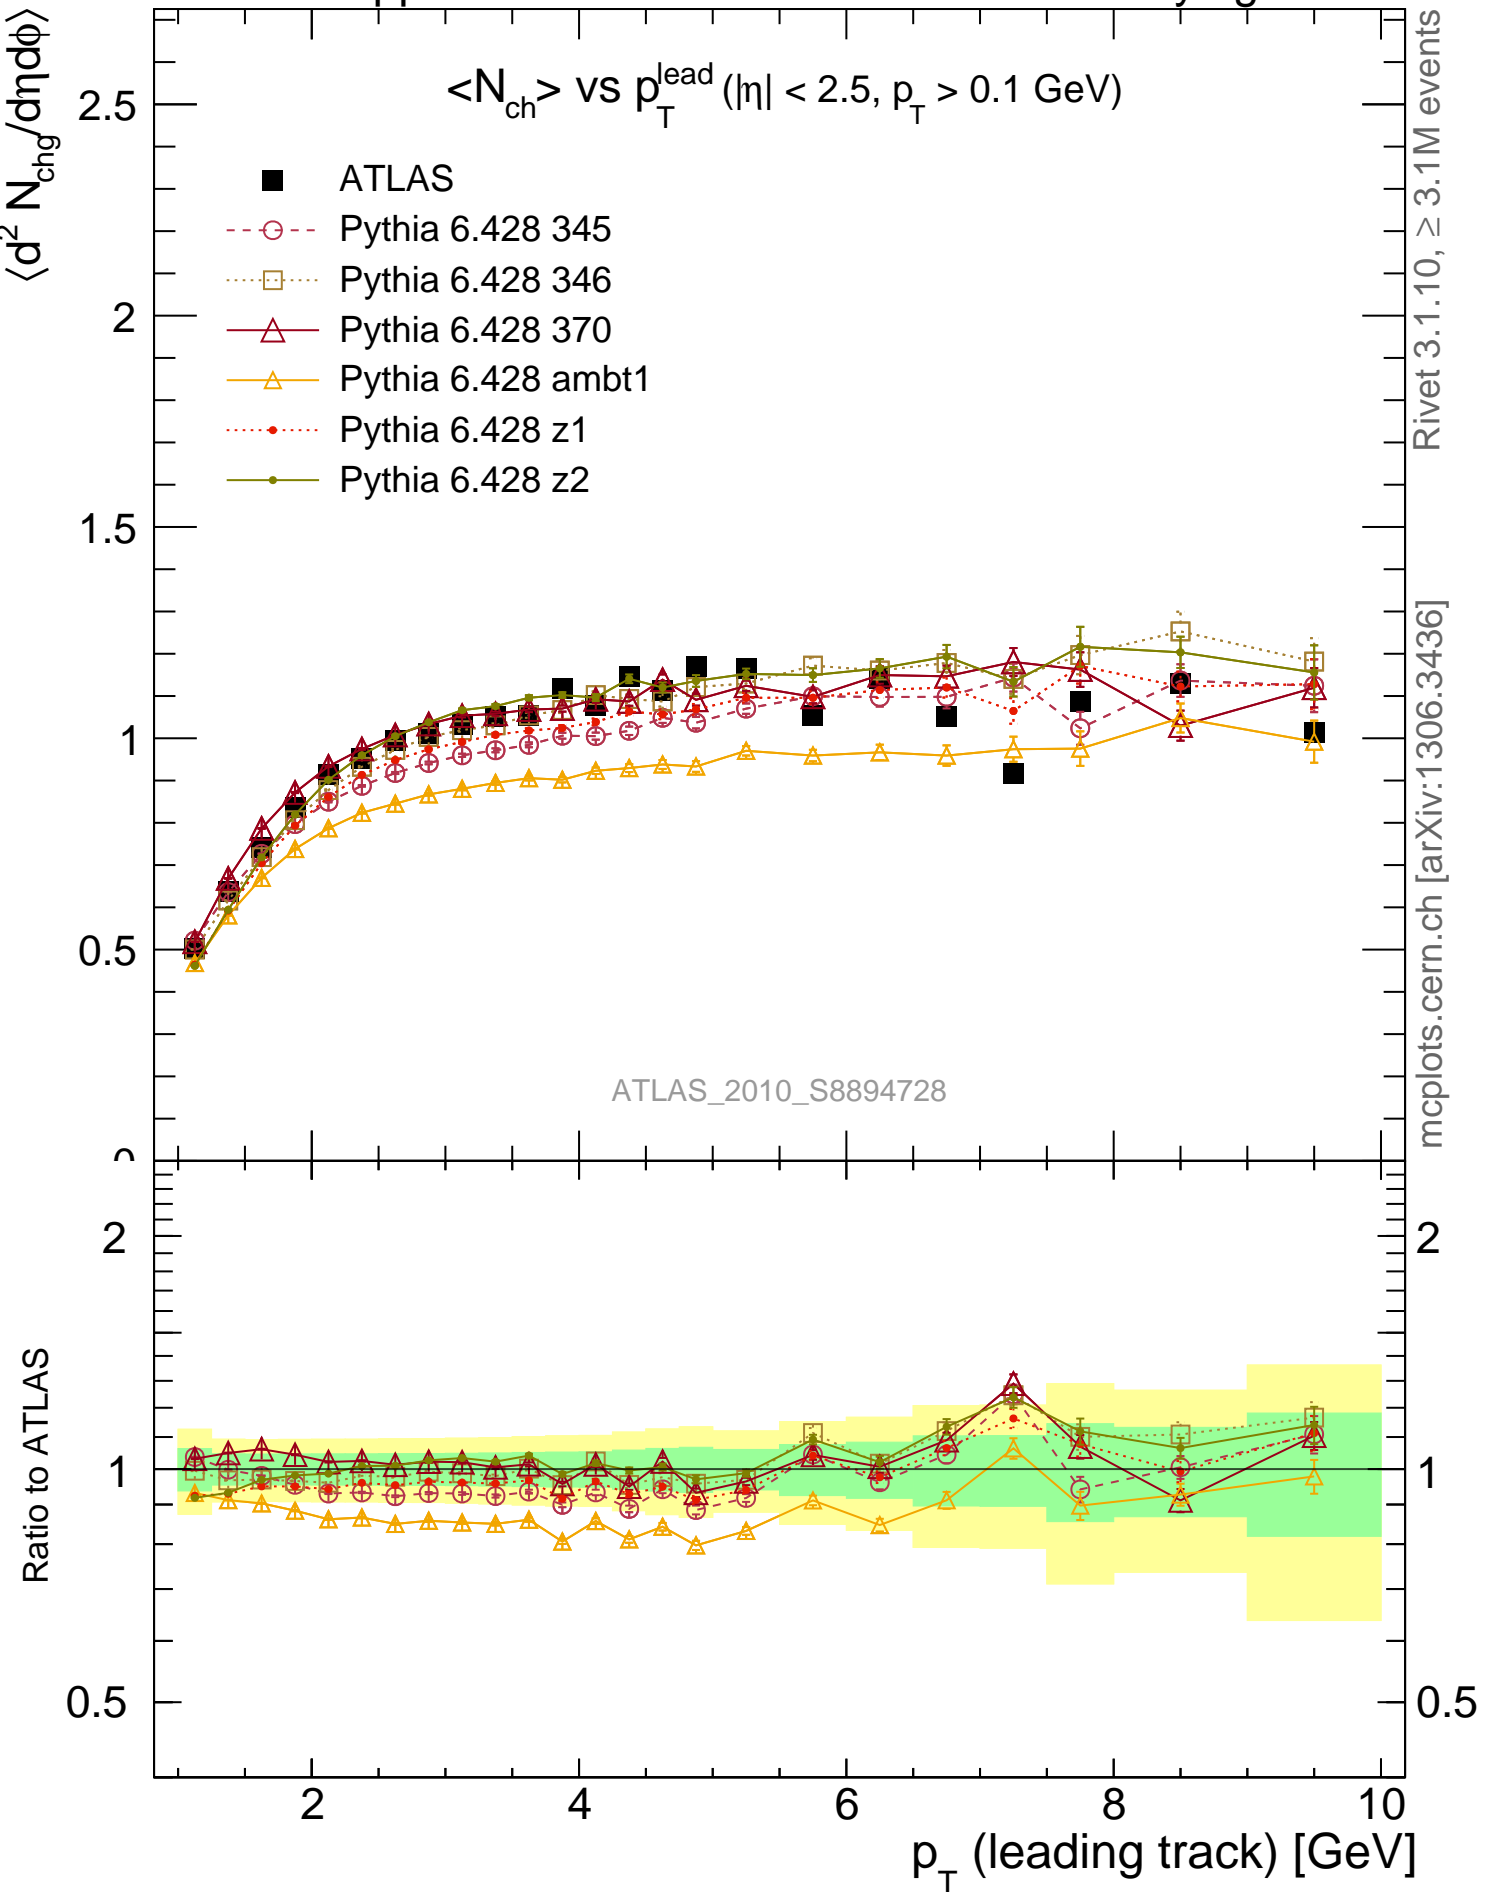 <N_ch> vs p_T^lead (|η| < 2.5, p_T > 0.1 GeV)
⟨d² N_chg/dηdϕ⟩
2.5
2
1.5
1
0.5
0
ATLAS
Pythia 6.428 345
Pythia 6.428 346
Pythia 6.428 370
Pythia 6.428 ambt1
Pythia 6.428 z1
Pythia 6.428 z2
ATLAS_2010_S8894728
Rivet 3.1.10, ≥ 3.1M events
mcplots.cern.ch [arXiv:1306.3436]
Ratio to ATLAS
2
1
0.5
2
1
0.5
2 4 6 8 10
p_T (leading track) [GeV]